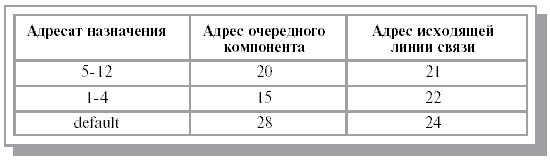 Адресат назначения Адрес очередного компонента Адрес исходящей линии связи
5-12 20 21
1-4 15 22
default 28 24